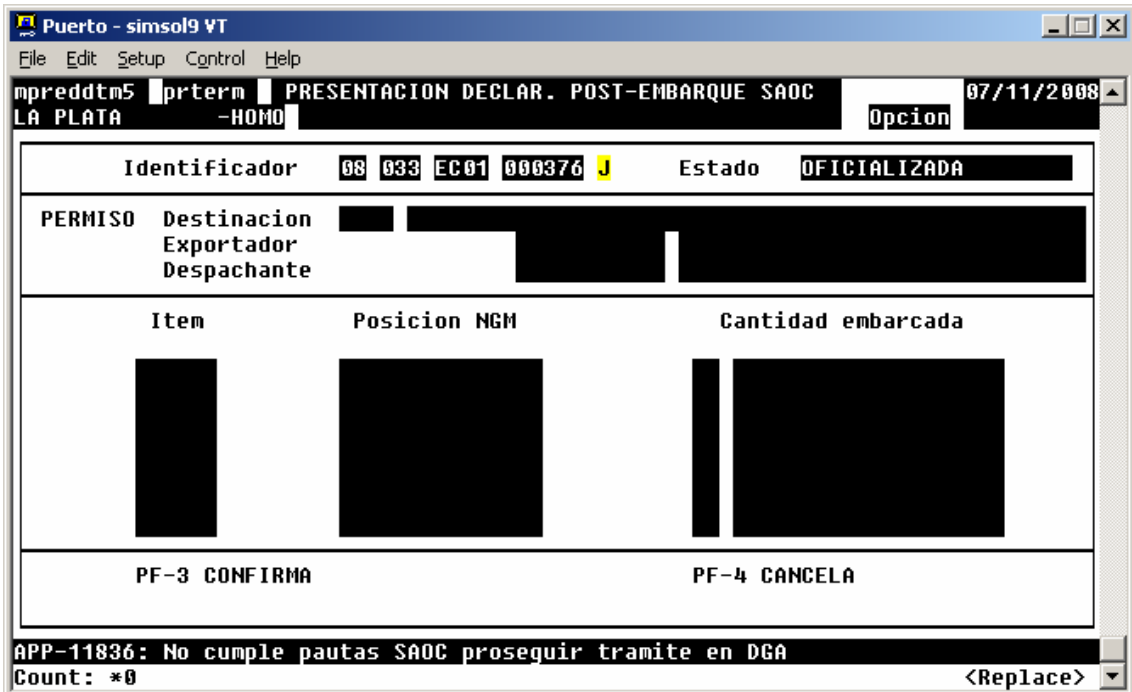 Puerto - simsol9 VT
File Edit Setup Control Help
mpreddtm5 prterm PRESENTACION DECLAR. POST-EMBARQUE SAOC 07/11/2008
LA PLATA -HOMO Opcion
Identificador 08 033 EC01 000376 J Estado OFICIALIZADA
PERMISO Destinacion
Exportador
Despachante
Item Posicion NGM Cantidad embarcada
PF-3 CONFIRMA PF-4 CANCELA
APP-11836: No cumple pautas SAOC proseguir tramite en DGA
Count: *0 <Replace>